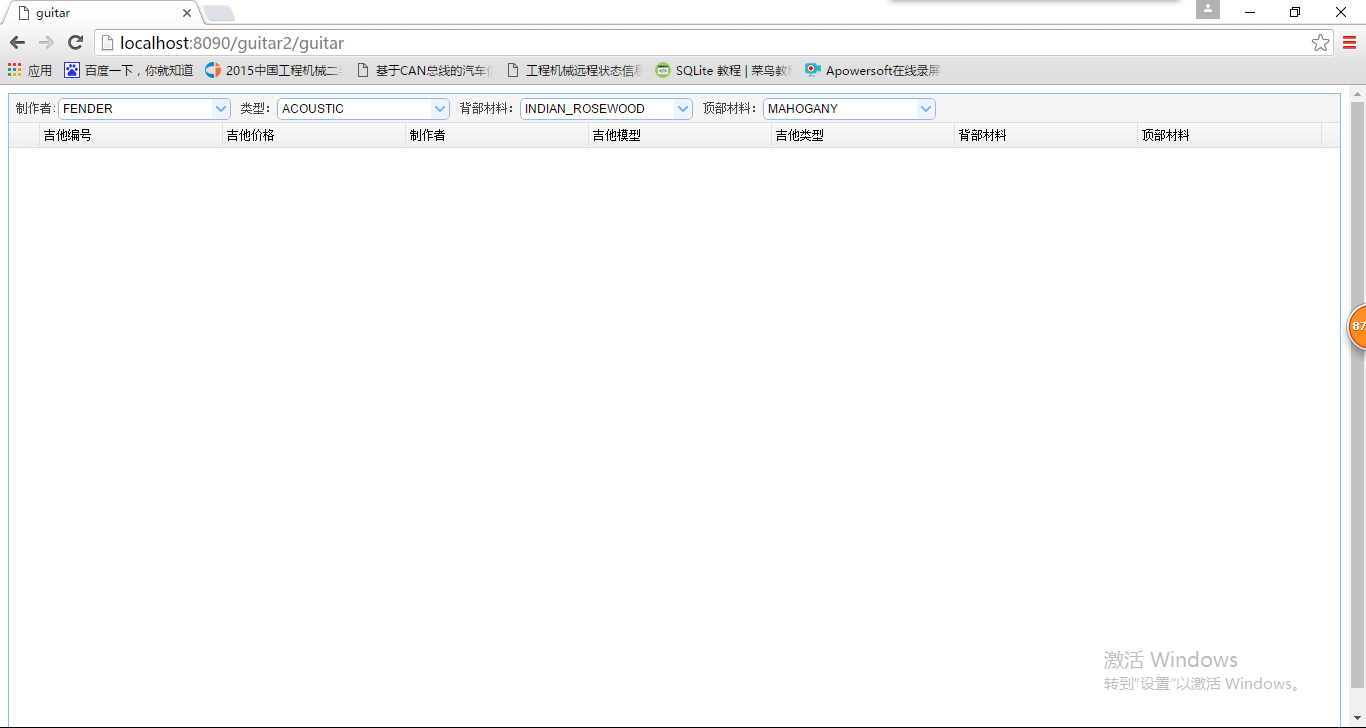 guitar
localhost:8090/guitar2/guitar
应用 百度一下，你就知道 2015中国工程机械二 基于CAN总线的汽车 工程机械远程状态信息 SQLite 教程 | 菜鸟教 Apowersoft在线录屏
制作者: FENDER 类型: ACOUSTIC 背部材料: INDIAN_ROSEWOOD 顶部材料: MAHOGANY
吉他编号 吉他价格 制作者 吉他模型 吉他类型 背部材料 顶部材料
87
激活 Windows
转到"设置"以激活 Windows。